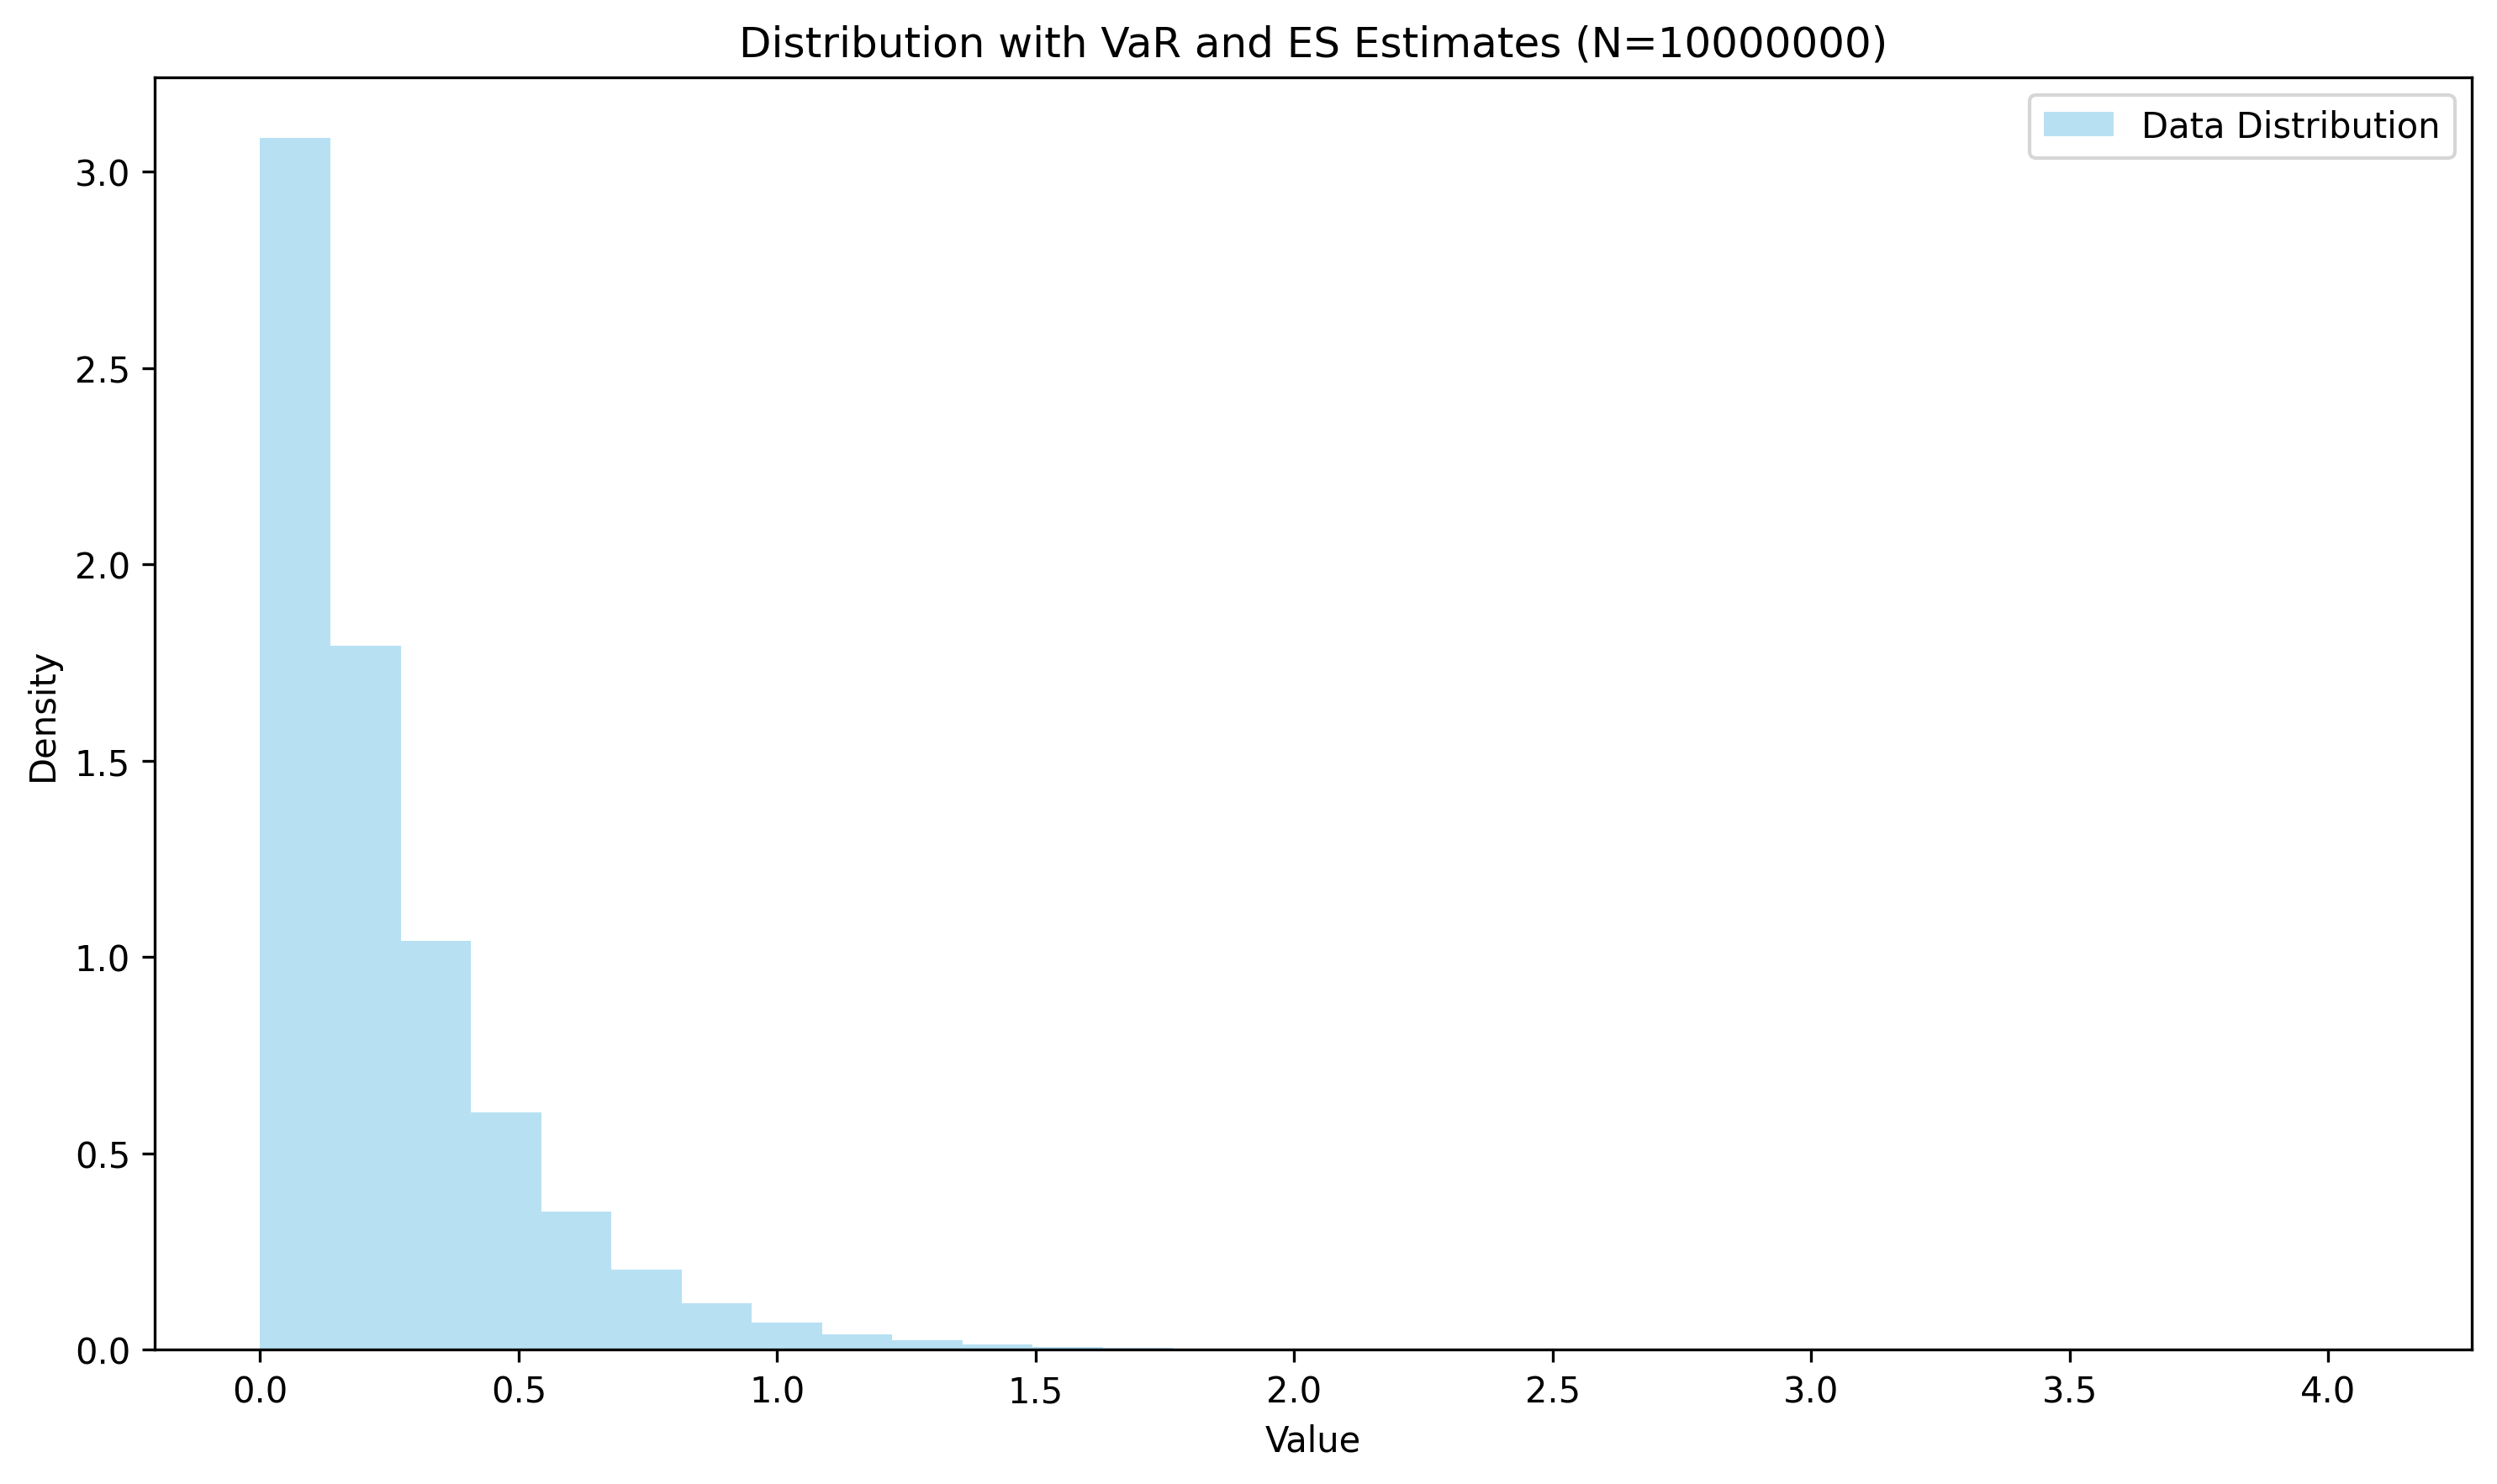 Distribution with VaR and ES Estimates (N=10000000)
Data Distribution
Density
3.0
2.5
2.0
1.5
1.0
0.5
0.0
0.0 0.5 1.0 1.5 2.0 2.5 3.0 3.5 4.0
Value